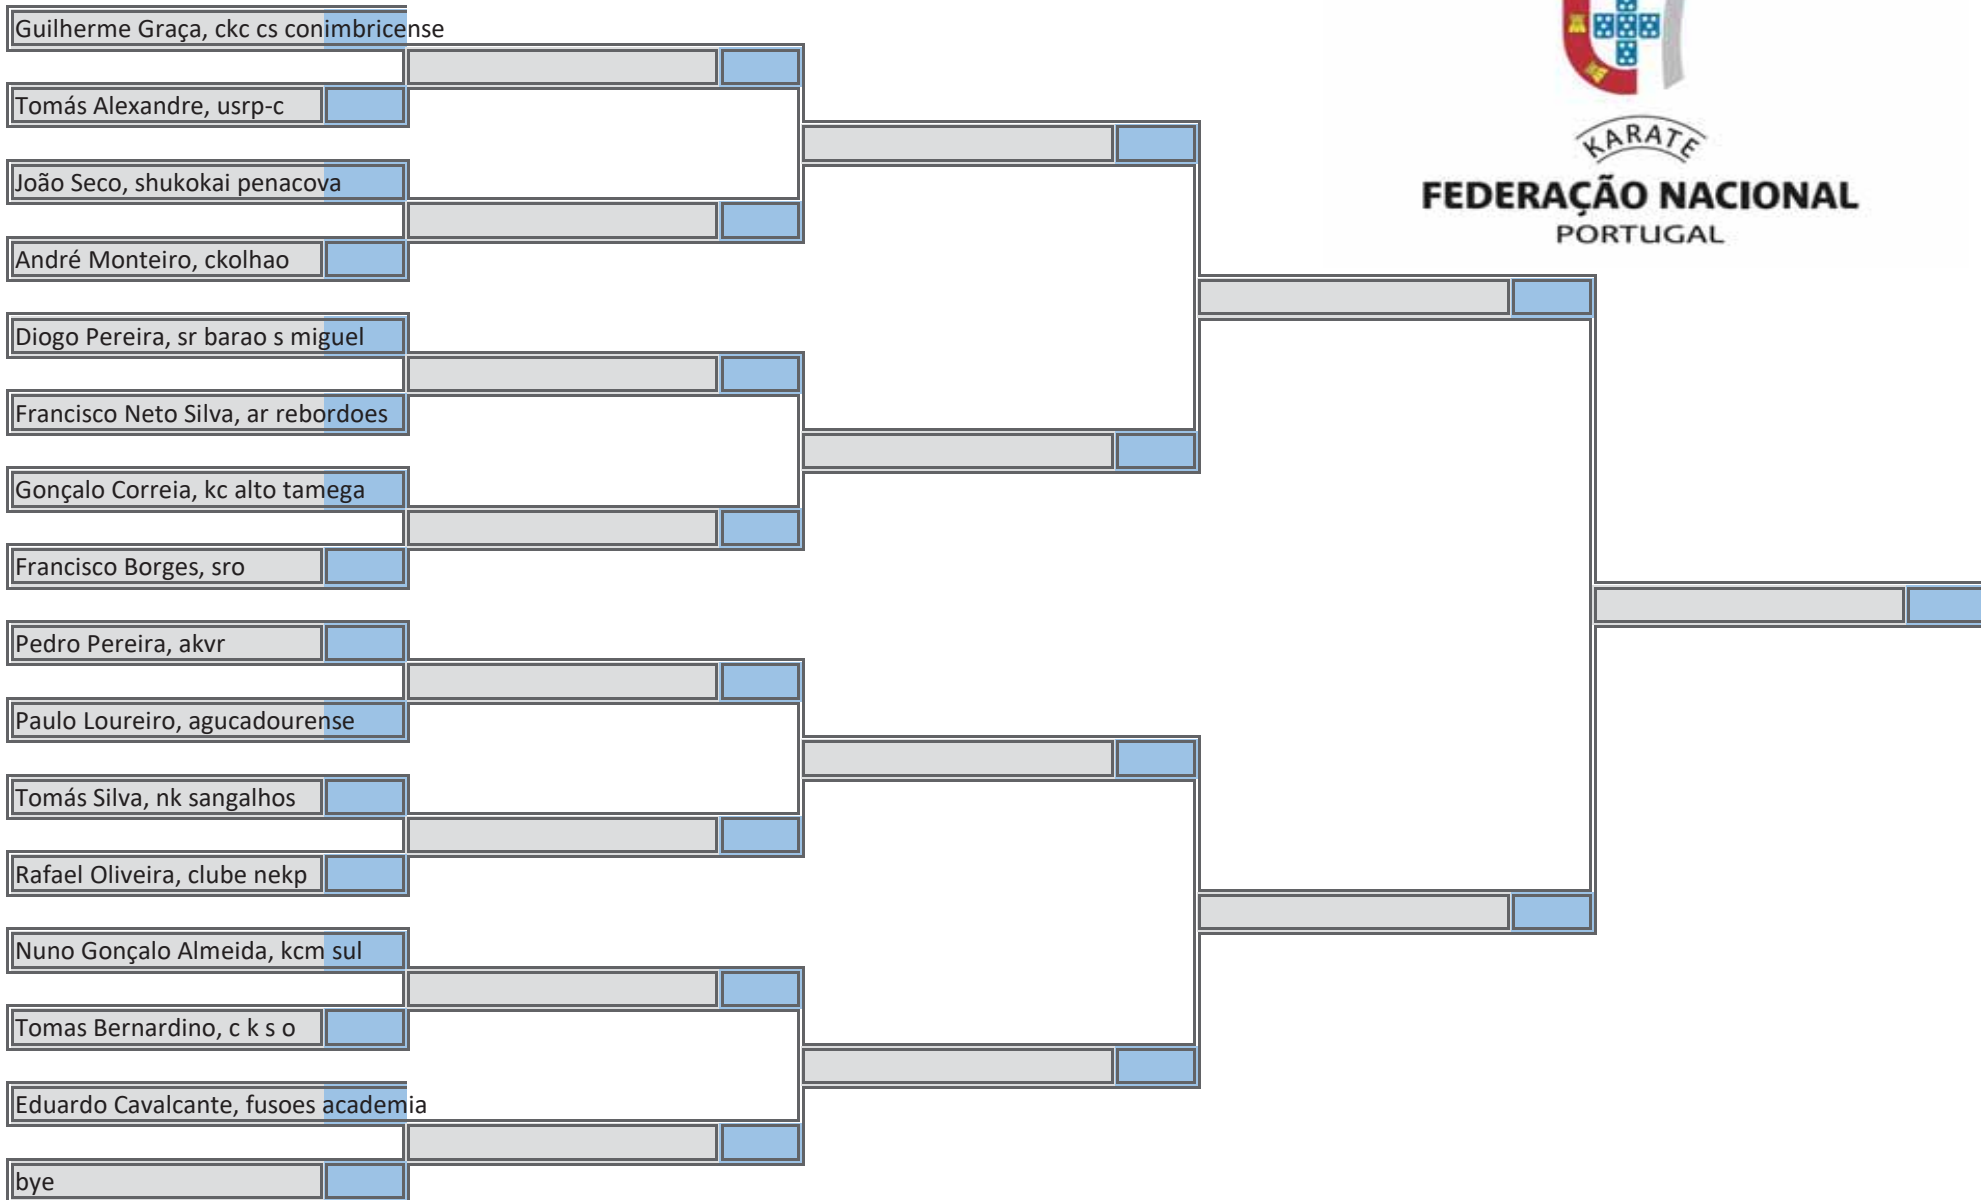 Guilherme Graça, ckc cs conimbricense
Tomás Alexandre, usrp-c
João Seco, shukokai penacova
André Monteiro, ckolhao
Diogo Pereira, sr barao s miguel
Francisco Neto Silva, ar rebordoes
Gonçalo Correia, kc alto tamega
Francisco Borges, sro
Pedro Pereira, akvr
Paulo Loureiro, agucadourense
Tomás Silva, nk sangalhos
Rafael Oliveira, clube nekp
Nuno Gonçalo Almeida, kcm sul
Tomas Bernardino, c k s o
Eduardo Cavalcante, fusoes academia
bye
KARATE
FEDERAÇÃO NACIONAL
PORTUGAL